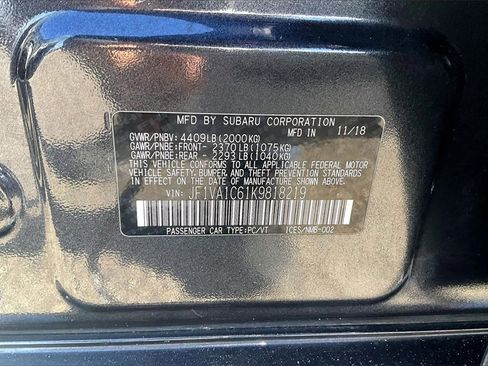 MFD BY SUBARU CORPORATION
GVWR/PNBV: 4409LB(2000KG) MFD IN 11/18
GAWR/PNBE:FRONT- 2370LB(1075KG)
GAWR/PNBE:REAR - 2293LB(1040KG)
THIS VEHICLE CONFORMS TO ALL APPLICABLE FEDERAL MOTOR
VEHICLE SAFETY, BUMPER, AND THEFT PREVENTION STANDARDS
IN EFFECT ON THE DATE OF MANUFACTURE SHOWN ABOVE.
VIN: JF1VA1C61K9818219
PASSENGER CAR TYPE:PC/VT ICES/NMB-002